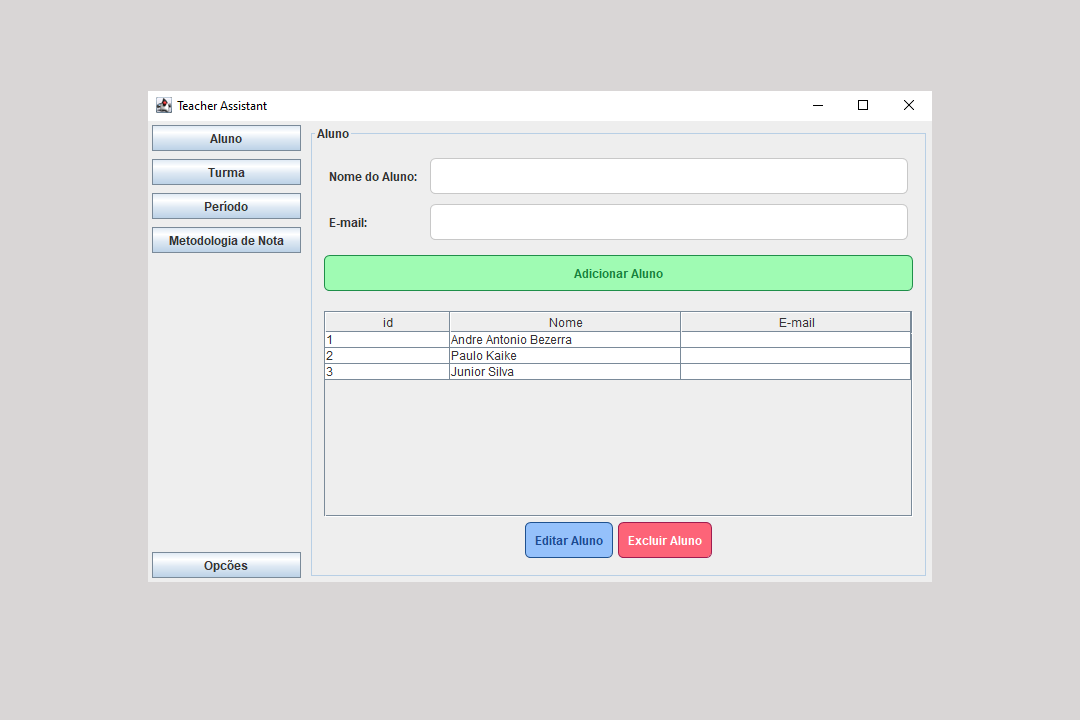 Teacher Assistant
Aluno
Turma
Período
Metodologia de Nota
Opcões
Aluno
Nome do Aluno:
E-mail:
Adicionar Aluno
id Nome E-mail
1 Andre Antonio Bezerra
2 Paulo Kaike
3 Junior Silva
Editar Aluno Excluir Aluno